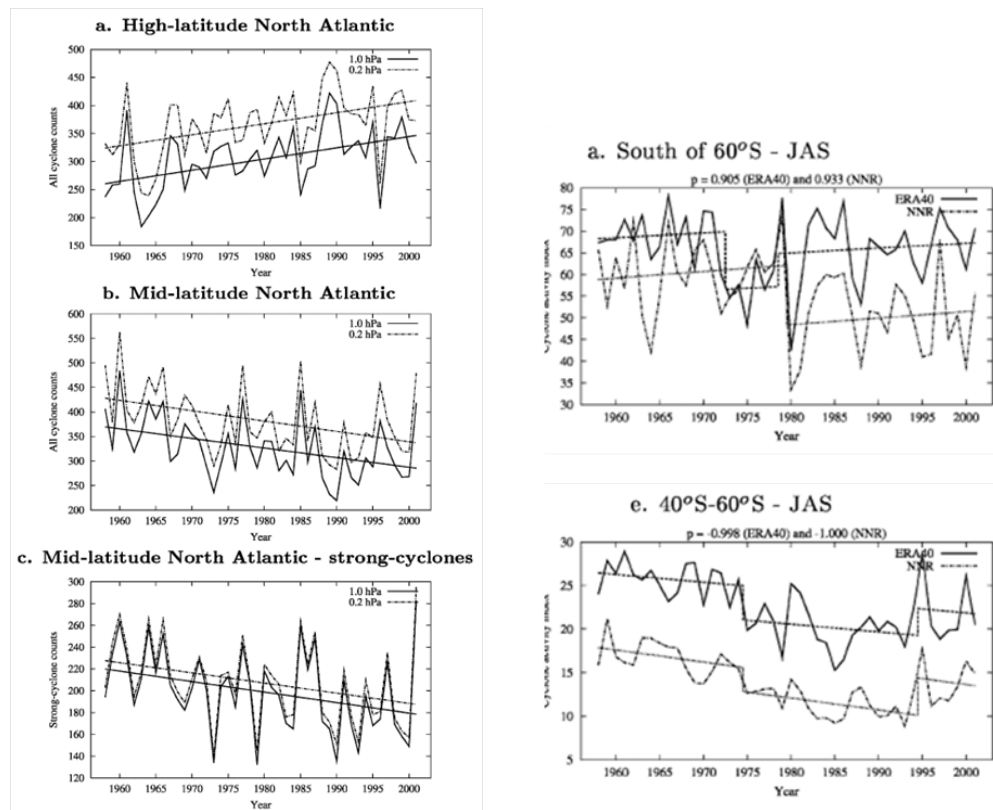 a. High-latitude North Atlantic
1.0 hPa
0.2 hPa
500
450
400
350
300
250
200
150
All cyclone counts
1960 1965 1970 1975 1980 1985 1990 1995 2000
Year
b. Mid-latitude North Atlantic
1.0 hPa
0.2 hPa
600
550
500
450
400
350
300
250
200
All cyclone counts
1960 1965 1970 1975 1980 1985 1990 1995 2000
Year
c. Mid-latitude North Atlantic - strong-cyclones
1.0 hPa
0.2 hPa
300
280
260
240
220
200
180
160
140
120
Strong-cyclone counts
1960 1965 1970 1975 1980 1985 1990 1995 2000
Year
a. South of 60°S - JAS
p = 0.905 (ERA40) and 0.933 (NNR)
ERA40
NNR
80
75
70
65
60
55
50
45
40
35
30
Cyclone activity index
1960 1965 1970 1975 1980 1985 1990 1995 2000
Year
e. 40°S-60°S - JAS
p = -0.998 (ERA40) and -1.000 (NNR)
ERA40
NNR
30
25
20
15
10
5
Cyclone activity index
1960 1965 1970 1975 1980 1985 1990 1995 2000
Year